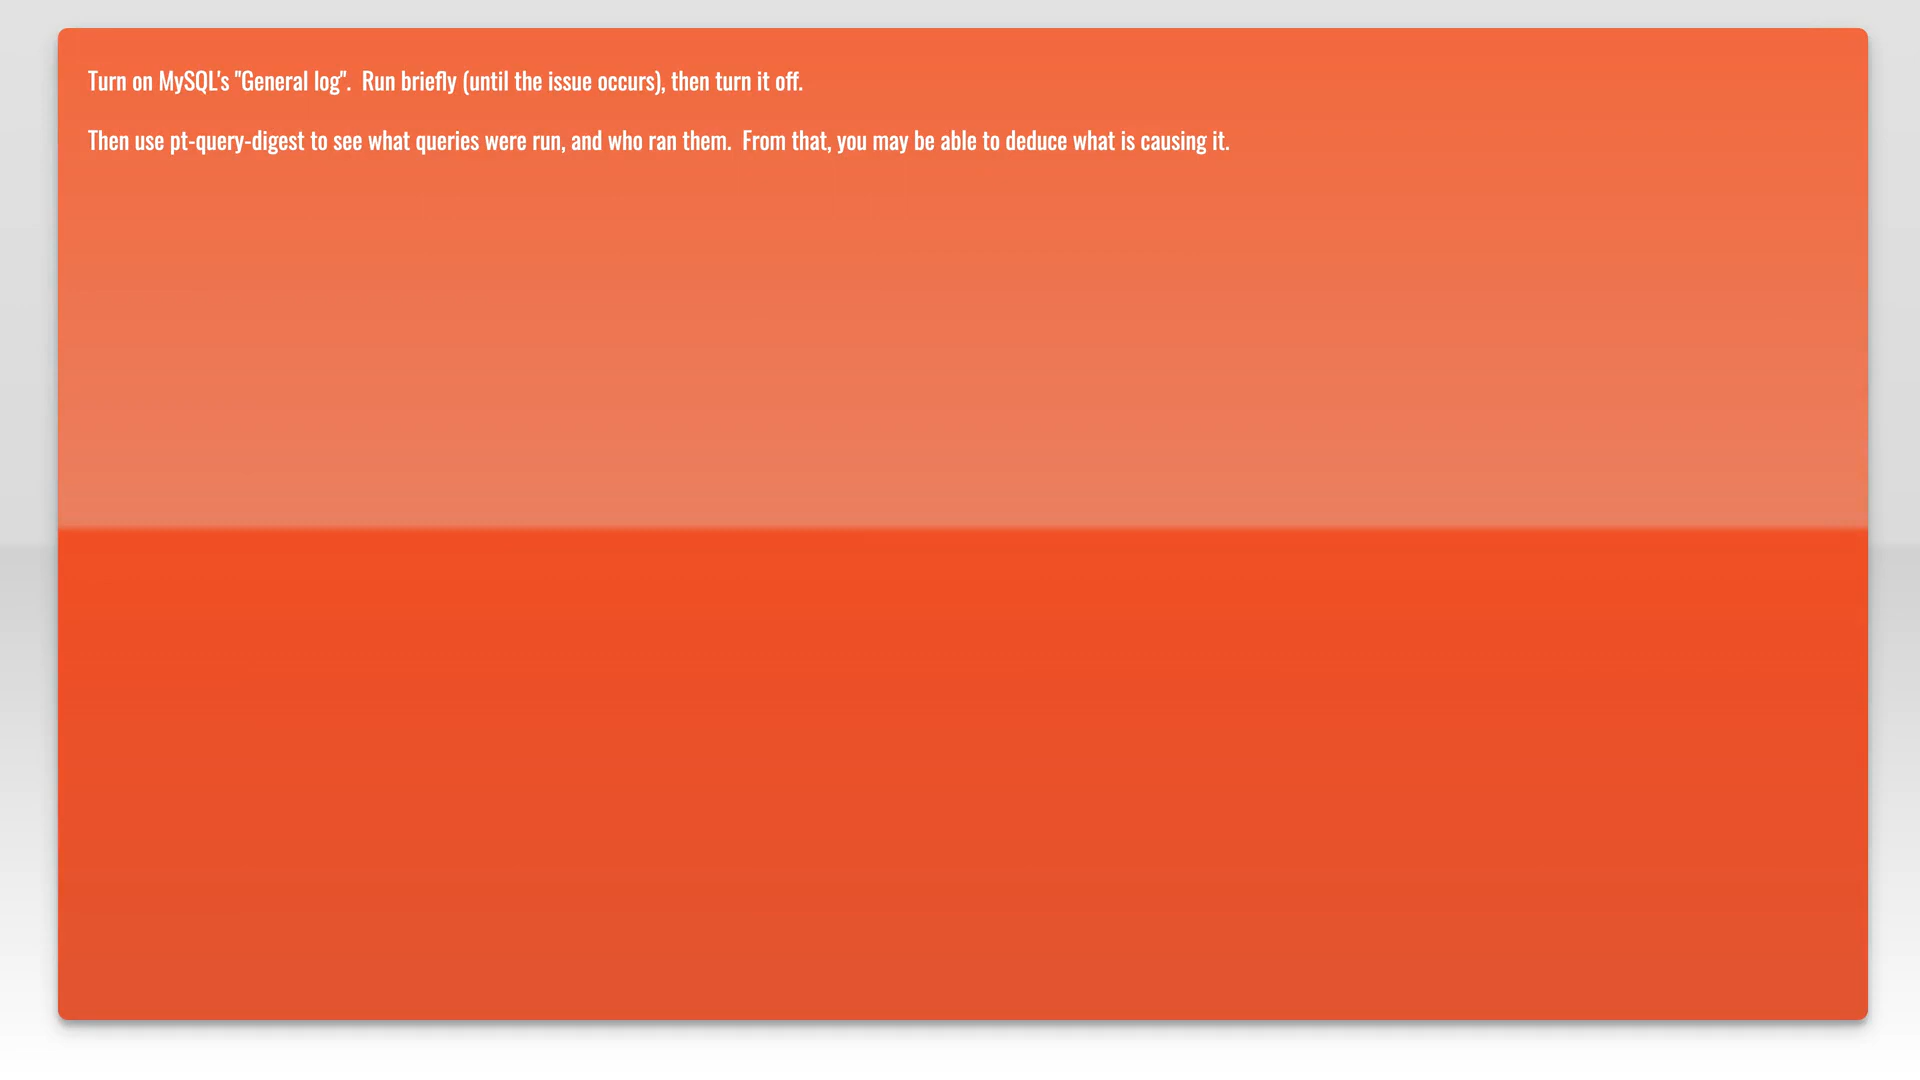 Turn on MySQL's "General log".  Run briefly (until the issue occurs), then turn it off.
Then use pt-query-digest to see what queries were run, and who ran them.  From that, you may be able to deduce what is causing it.